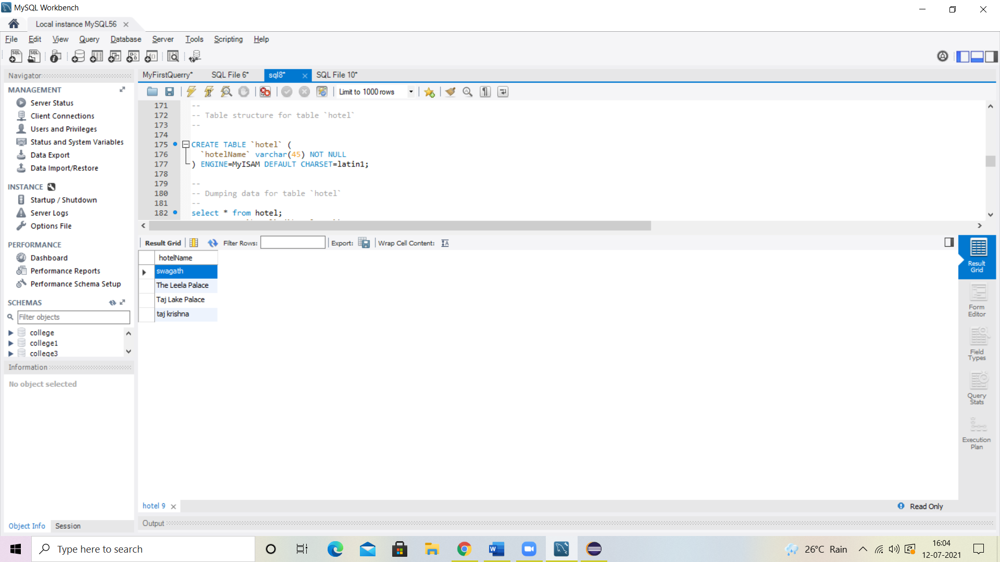 MySQL Workbench
Local instance MySQL56
File Edit View Query Database Server Tools Scripting Help
Navigator
MANAGEMENT
Server Status
Client Connections
Users and Privileges
Status and System Variables
Data Export
Data Import/Restore
INSTANCE
Startup / Shutdown
Server Logs
Options File
PERFORMANCE
Dashboard
Performance Reports
Performance Schema Setup
SCHEMAS
Filter objects
college
college1
college3
Information
No object selected
Object Info Session
MyFirstQuerry* SQL File 6* sql8* SQL File 10*
Limit to 1000 rows
171 --
172 -- Table structure for table `hotel`
173 --
174
175 CREATE TABLE `hotel` (
176 `hotelName` varchar(45) NOT NULL
177 ) ENGINE=MyISAM DEFAULT CHARSET=latin1;
178
179 --
180 -- Dumping data for table `hotel`
181 --
182 select * from hotel;
Result Grid Filter Rows: Export: Wrap Cell Content:
hotelName
swagath
The Leela Palace
Taj Lake Palace
taj krishna
Result
Grid
Form
Editor
Field
Types
Query
Stats
Execution
Plan
hotel 9
Read Only
Output
Type here to search
26°C Rain
16:04
12-07-2021